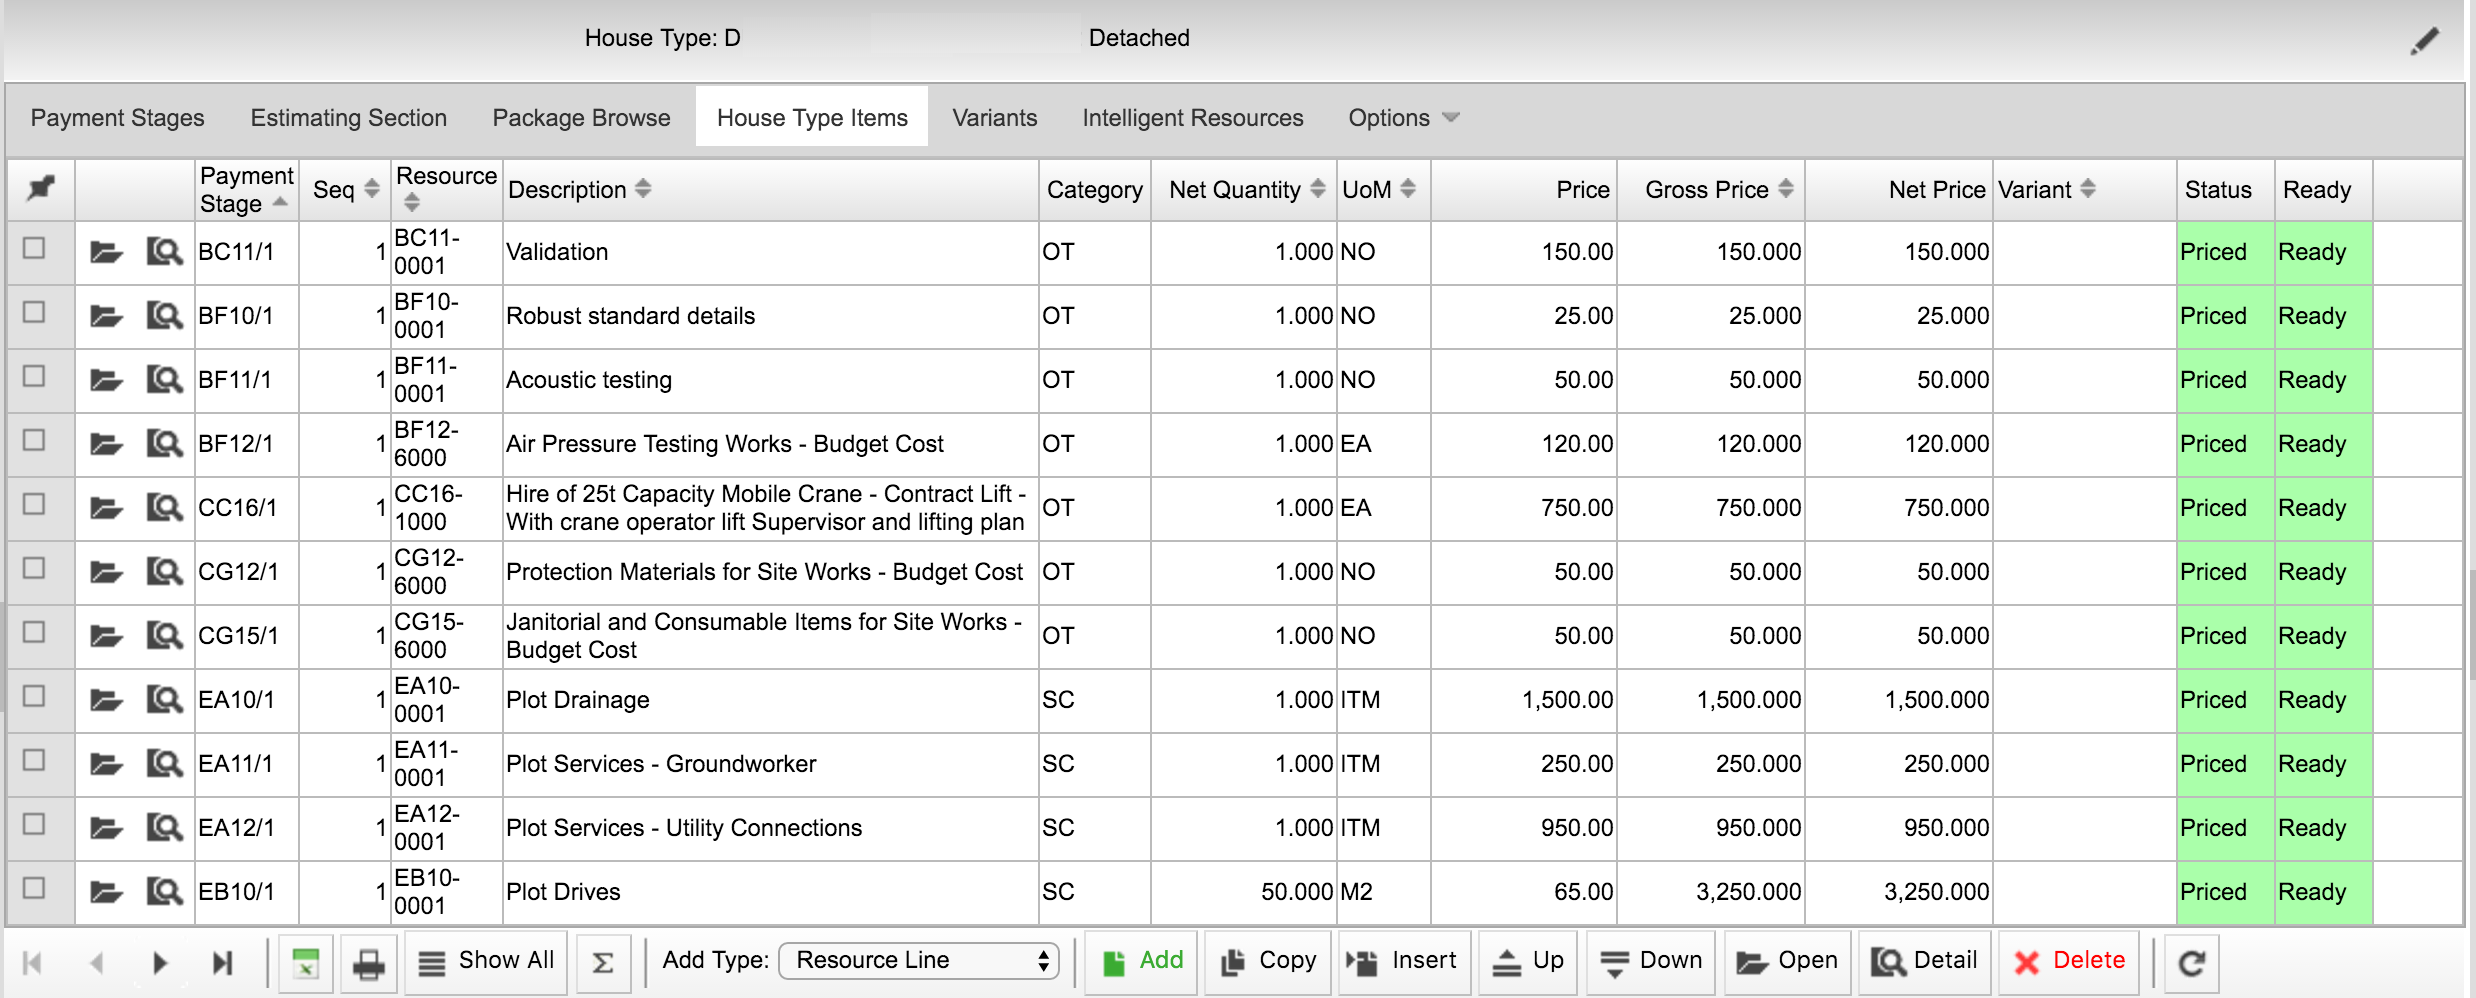 House Type: D Detached
Payment Stages Estimating Section Package Browse House Type Items Variants Intelligent Resources Options
Payment Stage Seq Resource Description Category Net Quantity UoM Price Gross Price Net Price Variant Status Ready
BC11/1 1 BC11-0001 Validation OT 1.000 NO 150.00 150.000 150.000 Priced Ready
BF10/1 1 BF10-0001 Robust standard details OT 1.000 NO 25.00 25.000 25.000 Priced Ready
BF11/1 1 BF11-0001 Acoustic testing OT 1.000 NO 50.00 50.000 50.000 Priced Ready
BF12/1 1 BF12-6000 Air Pressure Testing Works - Budget Cost OT 1.000 EA 120.00 120.000 120.000 Priced Ready
CC16/1 1 CC16-1000 Hire of 25t Capacity Mobile Crane - Contract Lift - With crane operator lift Supervisor and lifting plan OT 1.000 EA 750.00 750.000 750.000 Priced Ready
CG12/1 1 CG12-6000 Protection Materials for Site Works - Budget Cost OT 1.000 NO 50.00 50.000 50.000 Priced Ready
CG15/1 1 CG15-6000 Janitorial and Consumable Items for Site Works - Budget Cost OT 1.000 NO 50.00 50.000 50.000 Priced Ready
EA10/1 1 EA10-0001 Plot Drainage SC 1.000 ITM 1,500.00 1,500.000 1,500.000 Priced Ready
EA11/1 1 EA11-0001 Plot Services - Groundworker SC 1.000 ITM 250.00 250.000 250.000 Priced Ready
EA12/1 1 EA12-0001 Plot Services - Utility Connections SC 1.000 ITM 950.00 950.000 950.000 Priced Ready
EB10/1 1 EB10-0001 Plot Drives SC 50.000 M2 65.00 3,250.000 3,250.000 Priced Ready
Show All Σ Add Type: Resource Line Add Copy Insert Up Down Open Detail Delete